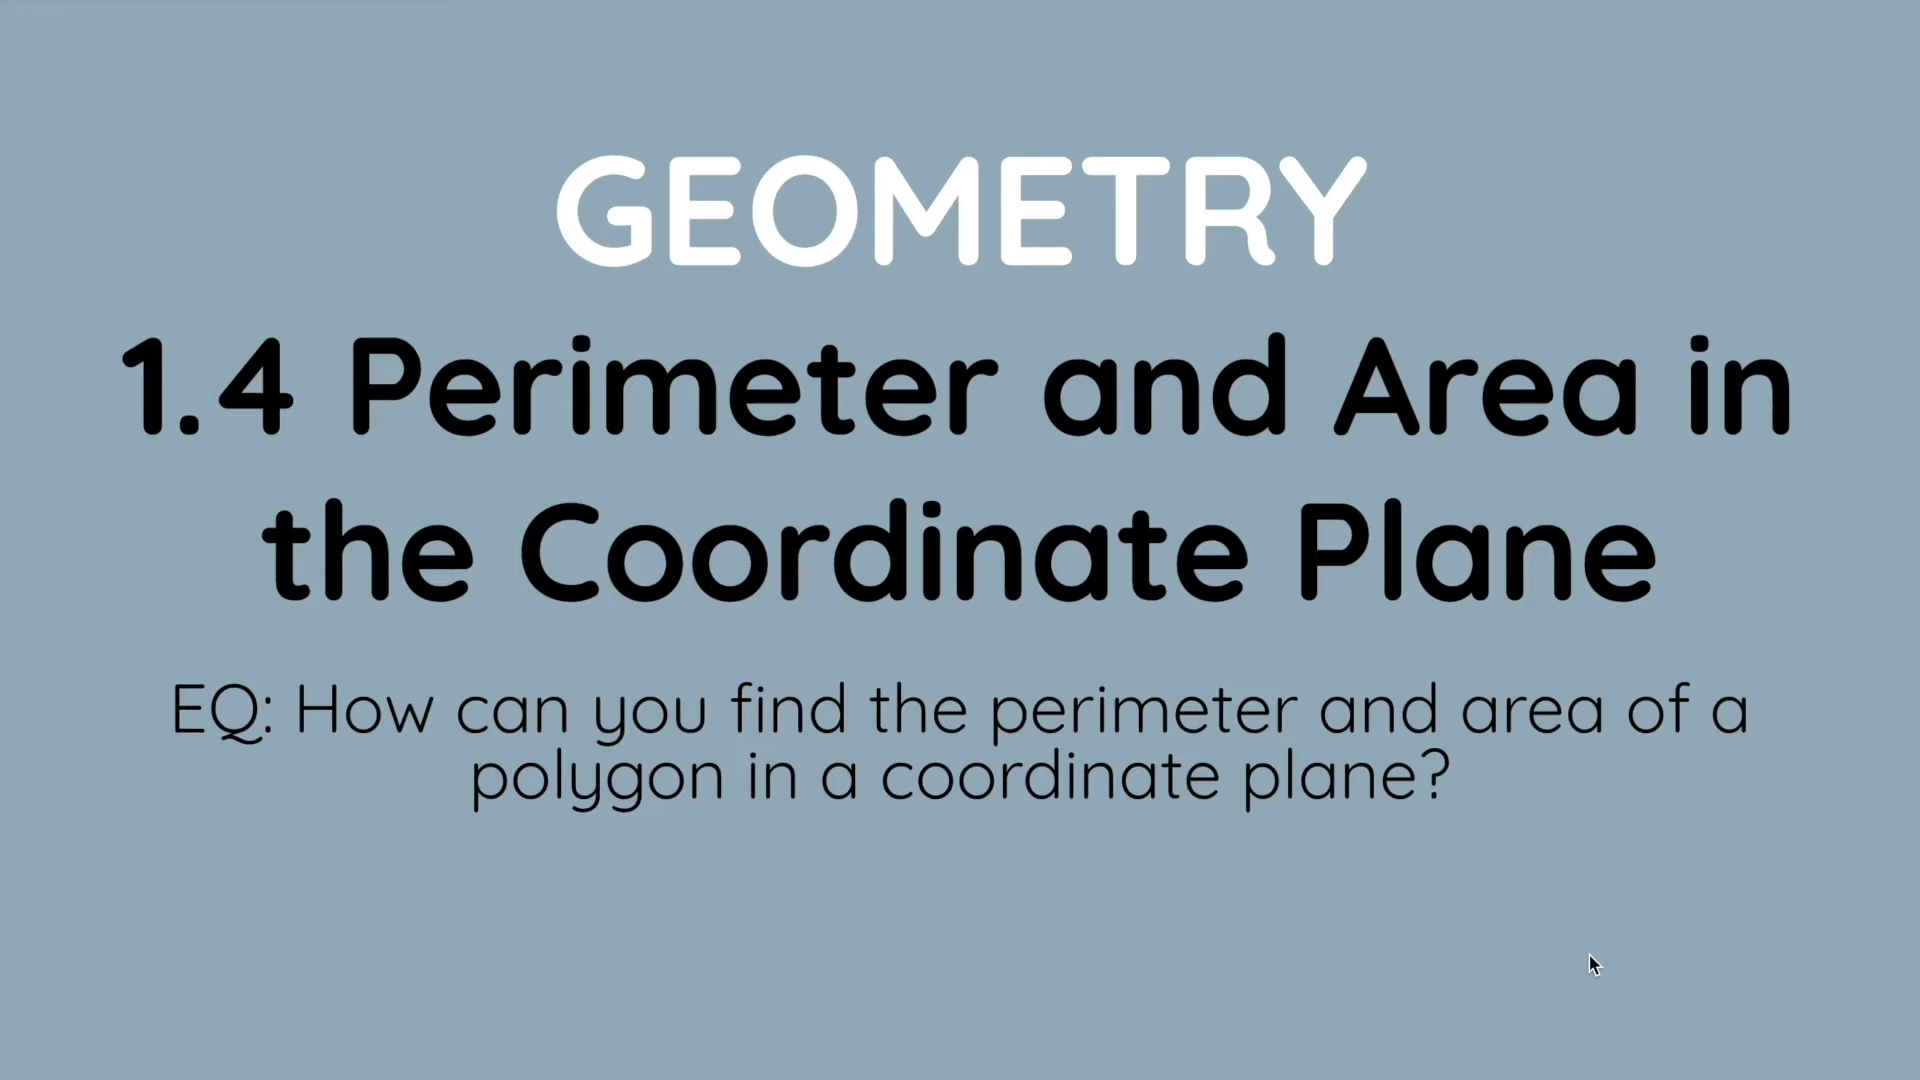 GEOMETRY
1.4 Perimeter and Area in
the Coordinate Plane
EQ: How can you find the perimeter and area of a
polygon in a coordinate plane?